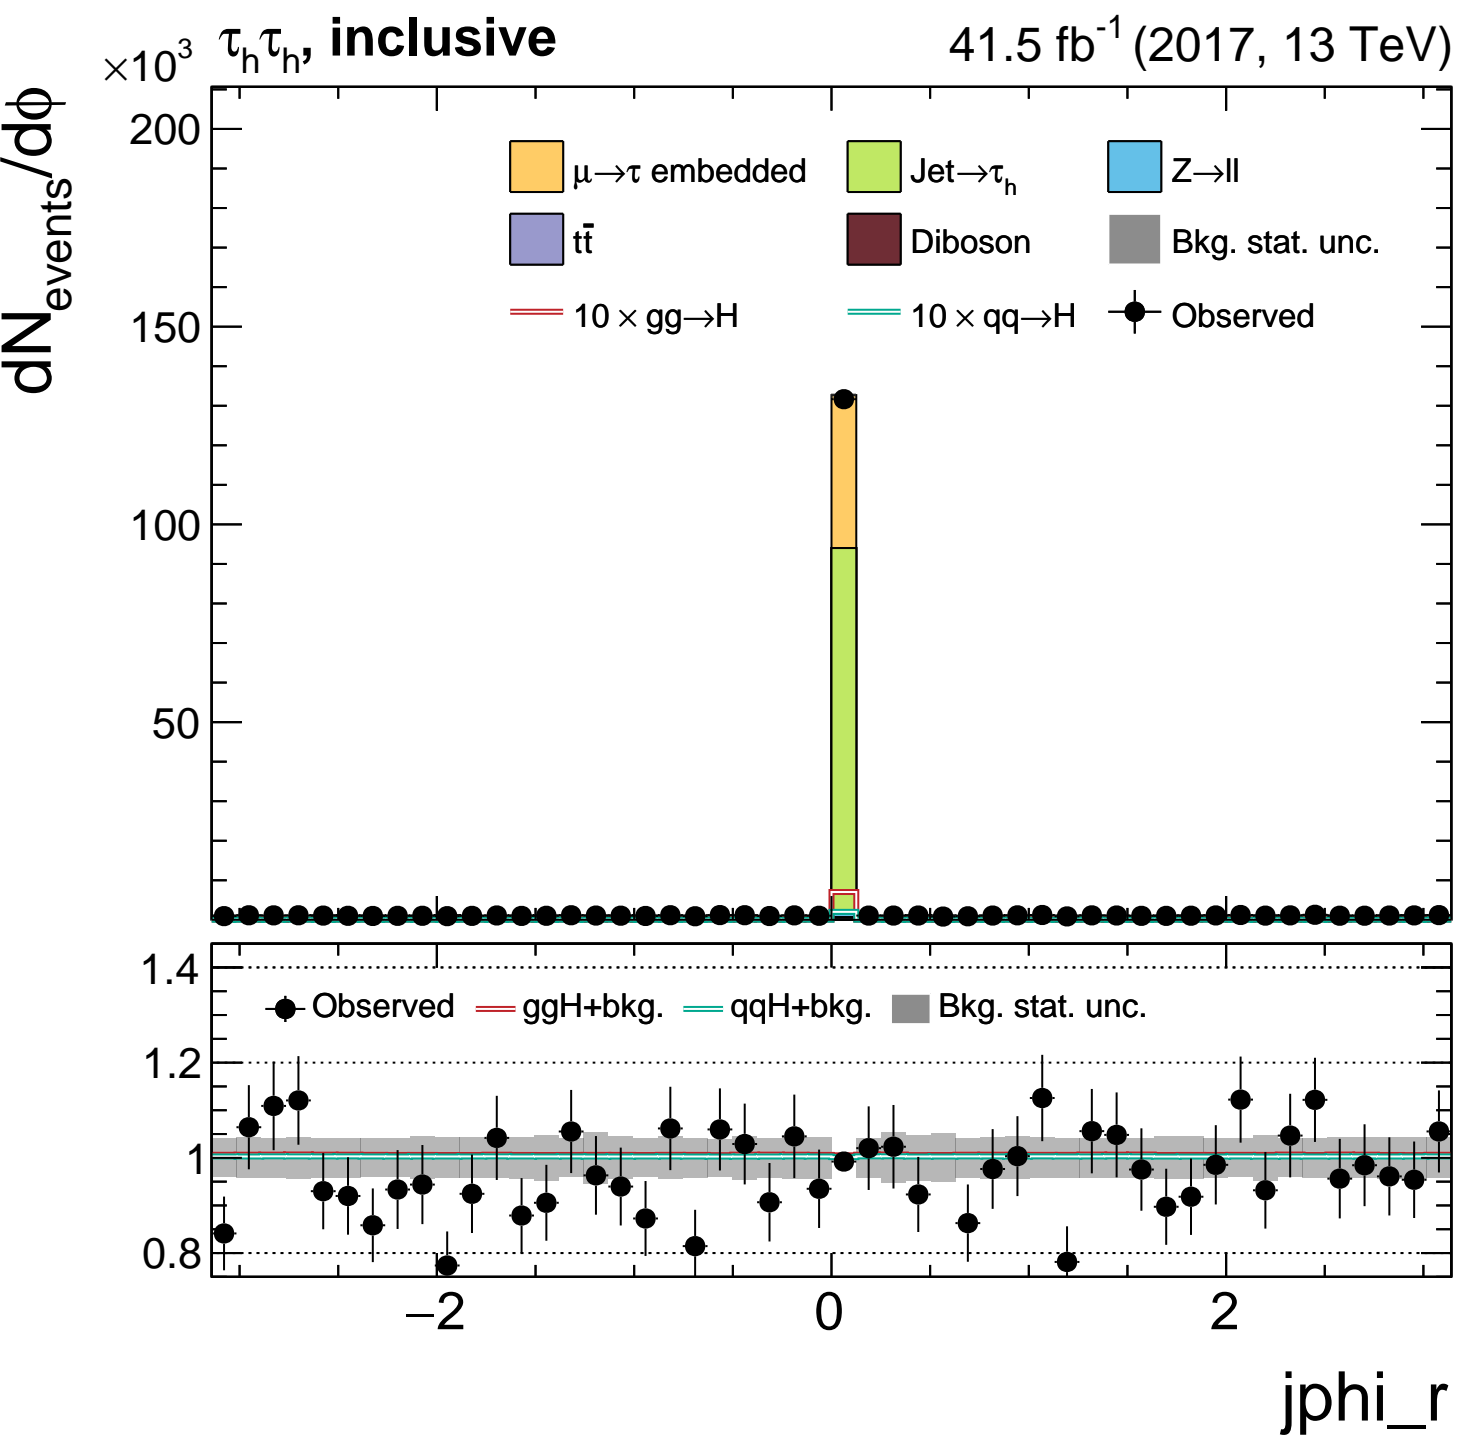 ×10³ τhτh, inclusive 41.5 fb⁻¹ (2017, 13 TeV)
dNevents/dϕ
200
150
100
50
μ→τ embedded Jet→τh Z→ll
tt̄ Diboson Bkg. stat. unc.
10 × gg→H 10 × qq→H Observed
1.4
1.2
1
0.8
Observed ggH+bkg. qqH+bkg. Bkg. stat. unc.
−2 0 2
jphi_r